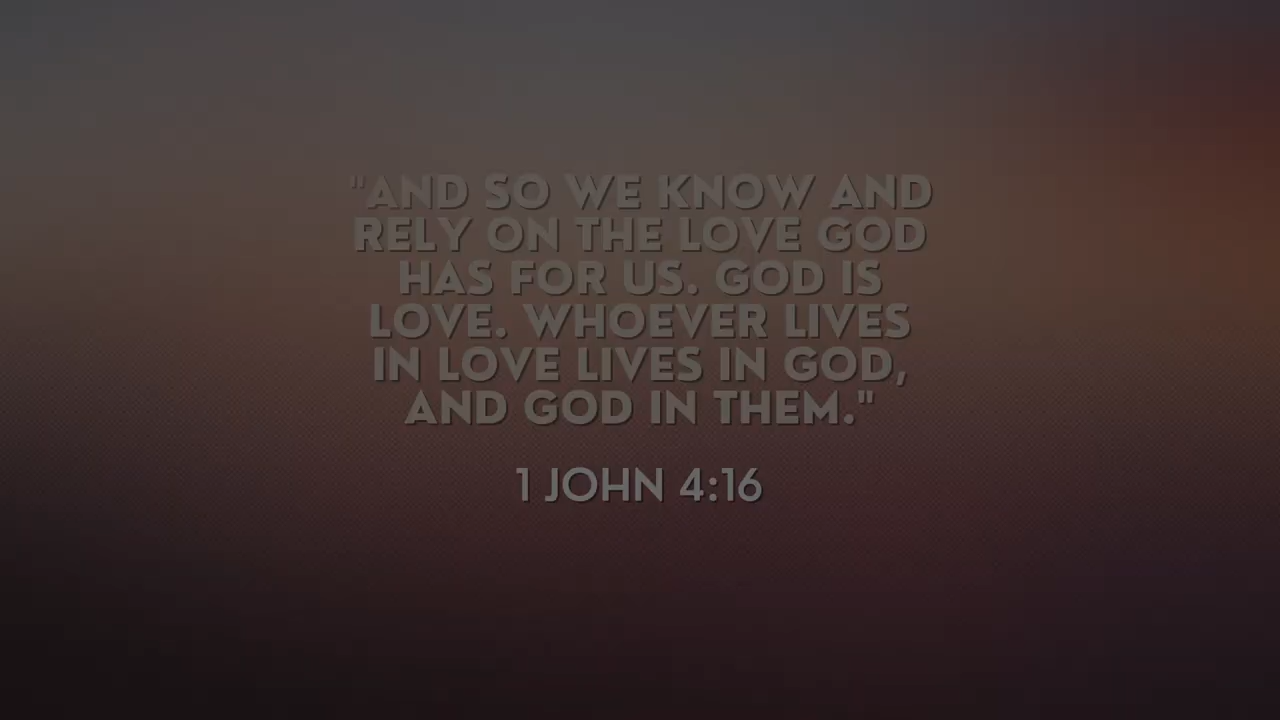 "AND SO WE KNOW AND
RELY ON THE LOVE GOD
HAS FOR US. GOD IS
LOVE. WHOEVER LIVES
IN LOVE LIVES IN GOD,
AND GOD IN THEM."
1 JOHN 4:16